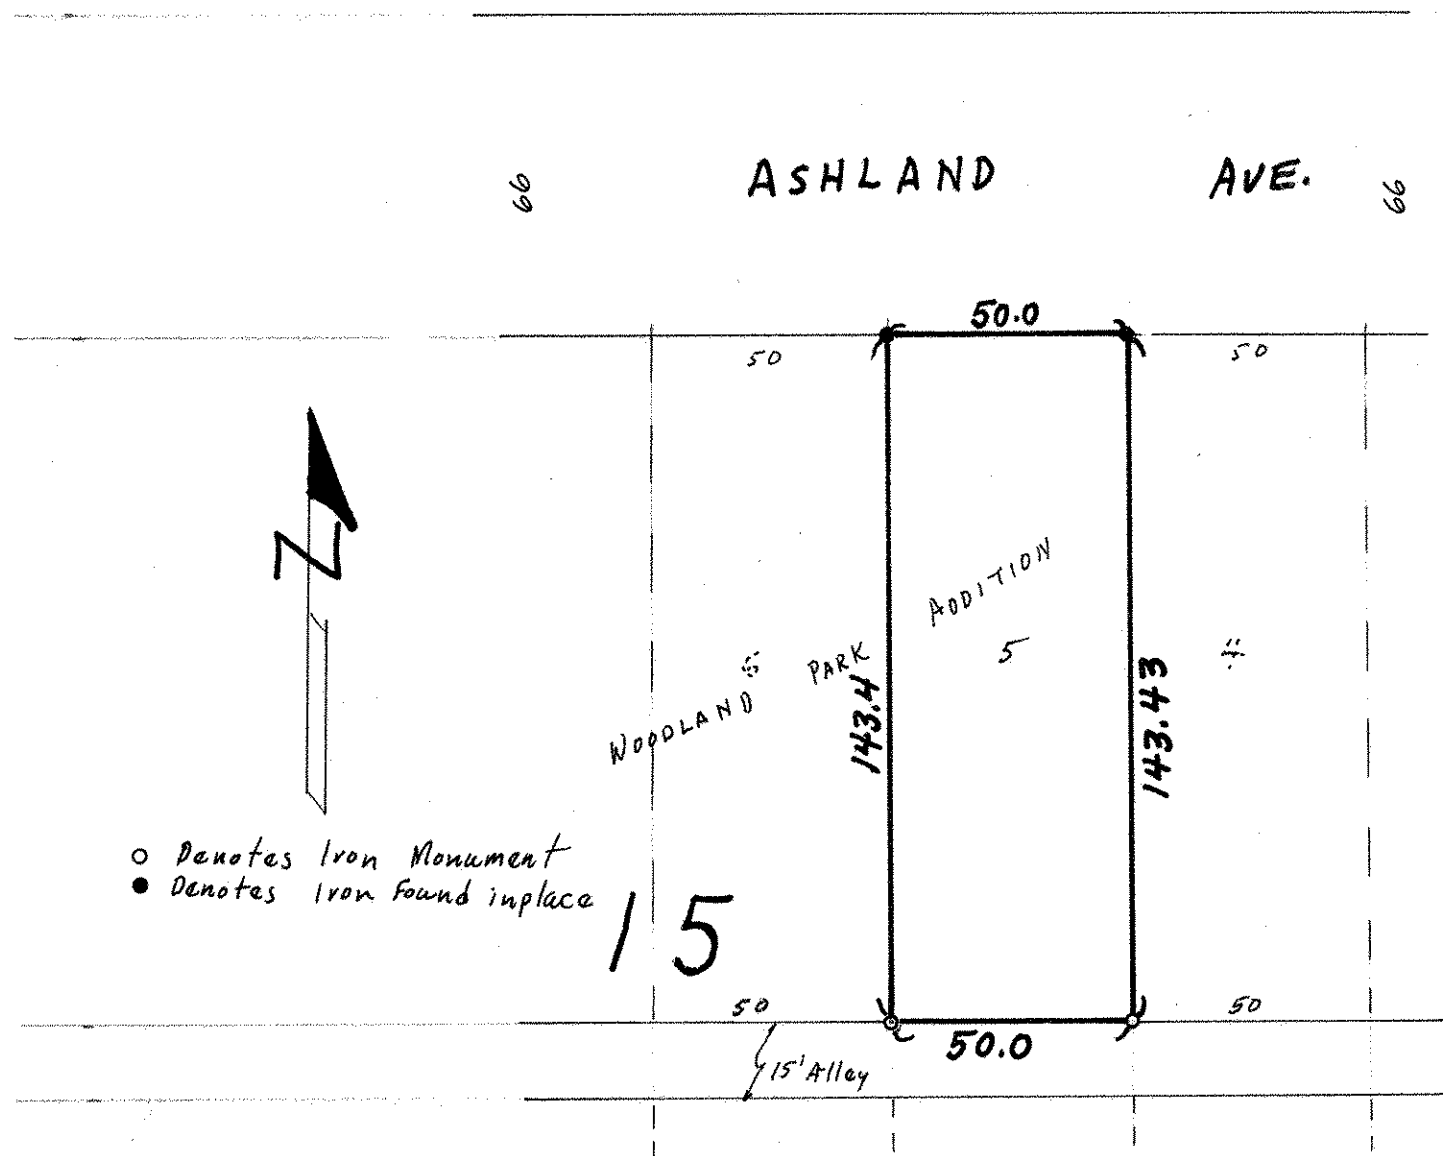 66
ASHLAND AVE.
66
50.0
50
50
N
ADDITION
5
PARK
WOODLAND
4
143.4
143.43
○ Denotes Iron Monument
● Denotes Iron Found inplace
15
50
50
50.0
15' Alley